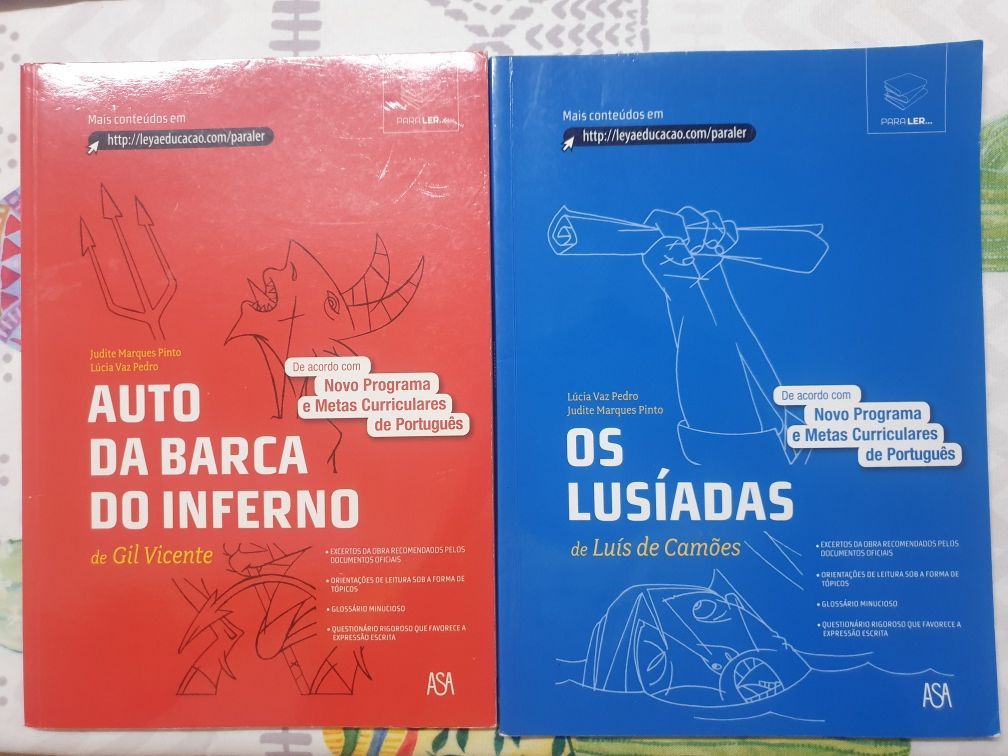 Mais conteúdos em
http://leyaeducacao.com/paraler
PARA LER...
Judite Marques Pinto
Lúcia Vaz Pedro
De acordo com
Novo Programa
e Metas Curriculares
de Português
AUTO
DA BARCA
DO INFERNO
de Gil Vicente
• EXCERTOS DA OBRA RECOMENDADOS PELOS
DOCUMENTOS OFICIAIS
• ORIENTAÇÕES DE LEITURA SOB A FORMA DE
TÓPICOS
• GLOSSÁRIO MINUCIOSO
• QUESTIONÁRIO RIGOROSO QUE FAVORECE A
EXPRESSÃO ESCRITA
ASA
Mais conteúdos em
http://leyaeducacao.com/paraler
PARA LER...
Lúcia Vaz Pedro
Judite Marques Pinto
De acordo com
Novo Programa
e Metas Curriculares
de Português
OS
LUSÍADAS
de Luís de Camões
• EXCERTOS DA OBRA RECOMENDADOS PELOS
DOCUMENTOS OFICIAIS
• ORIENTAÇÕES DE LEITURA SOB A FORMA DE
TÓPICOS
• GLOSSÁRIO MINUCIOSO
• QUESTIONÁRIO RIGOROSO QUE FAVORECE A
EXPRESSÃO ESCRITA
ASA